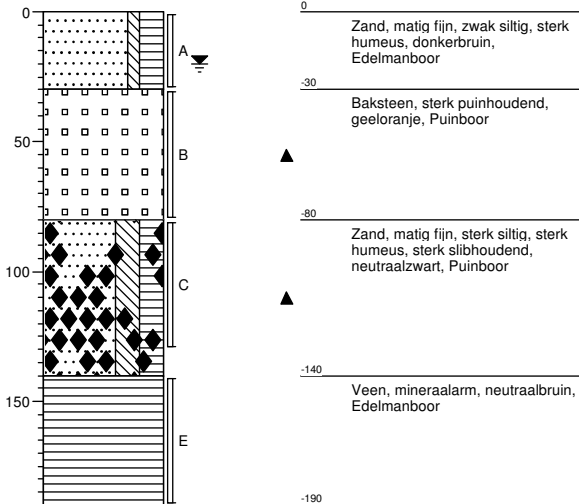 0
A
50
B
100
C
150
E
0
Zand, matig fijn, zwak siltig, sterk
humeus, donkerbruin,
Edelmanboor
-30
Baksteen, sterk puinhoudend,
geeloranje, Puinboor
-80
Zand, matig fijn, sterk siltig, sterk
humeus, sterk slibhoudend,
neutraalzwart, Puinboor
-140
Veen, mineraalarm, neutraalbruin,
Edelmanboor
-190